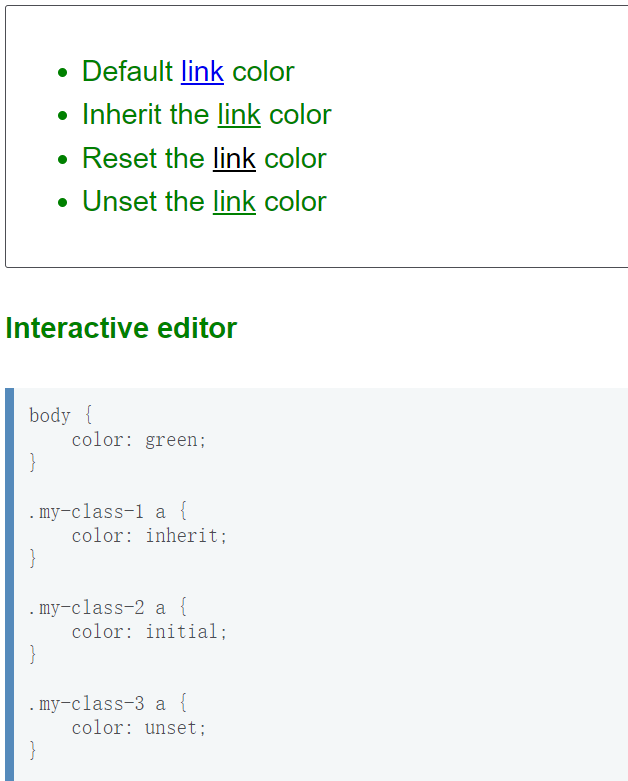 Default link color
Inherit the link color
Reset the link color
Unset the link color
Interactive editor
body {
    color: green;
}
.my-class-1 a {
    color: inherit;
}
.my-class-2 a {
    color: initial;
}
.my-class-3 a {
    color: unset;
}